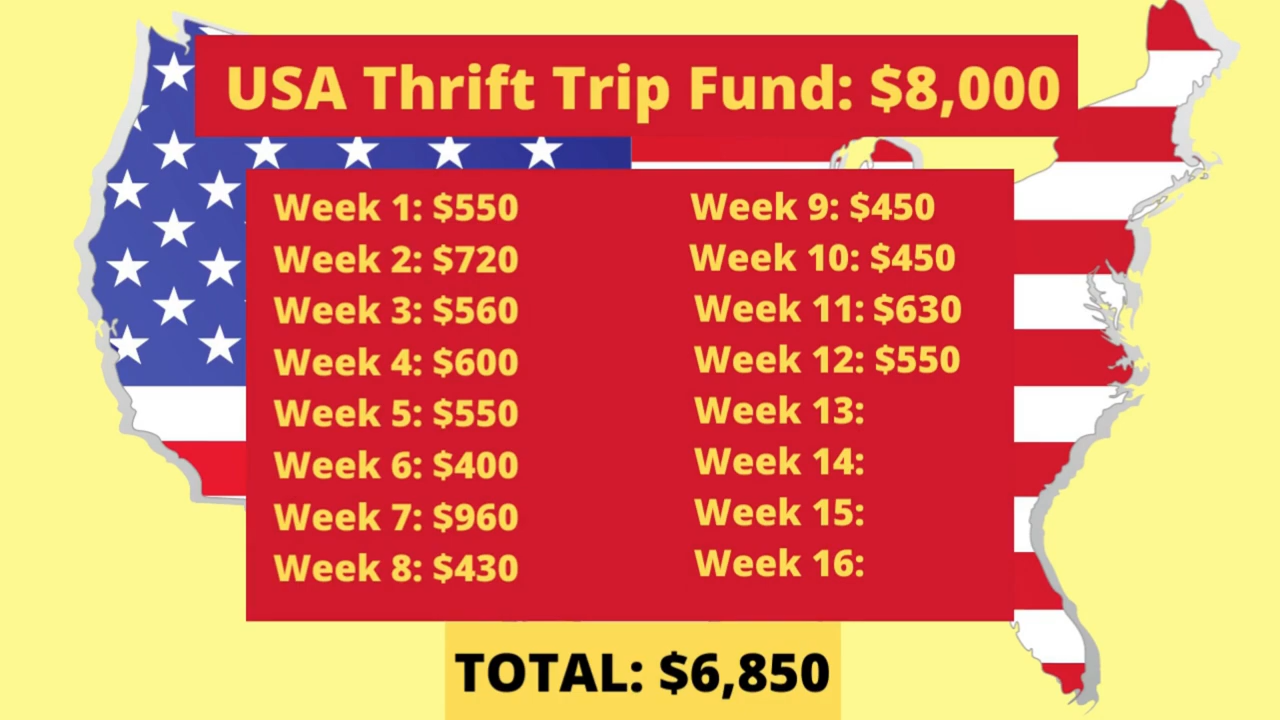 USA Thrift Trip Fund: $8,000
Week 1: $550
Week 2: $720
Week 3: $560
Week 4: $600
Week 5: $550
Week 6: $400
Week 7: $960
Week 8: $430
Week 9: $450
Week 10: $450
Week 11: $630
Week 12: $550
Week 13:
Week 14:
Week 15:
Week 16:
TOTAL: $6,850